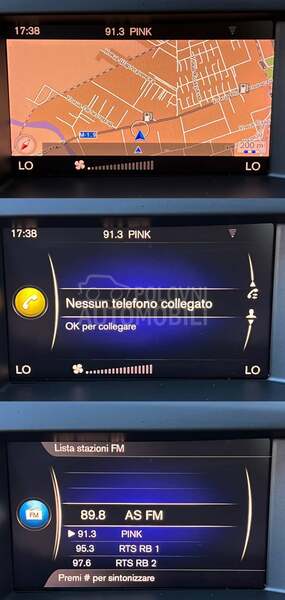 17:38 91.3 PINK
200 m
LO LO
17:38 91.3 PINK
POLOVNI
AUTOMOBILI
Nessun telefono collegato
OK per collegare
LO LO
Lista stazioni FM
FM
89.8 AS FM
91.3 PINK
95.3 RTS RB 1
97.6 RTS RB 2
Premi # per sintonizzare